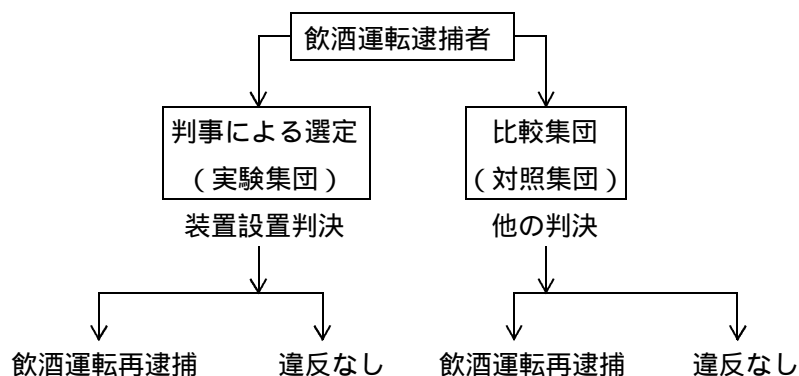 飲酒運転逮捕者
判事による選定
（実験集団）
装置設置判決
比較集団
（対照集団）
他の判決
飲酒運転再逮捕
違反なし
飲酒運転再逮捕
違反なし